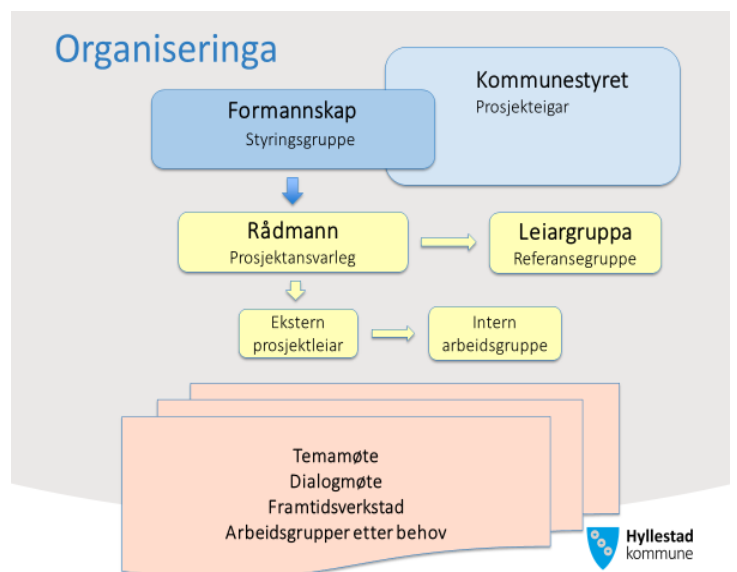 Organiseringa
Kommunestyret
Prosjekteigar
Formannskap
Styringsgruppe
Rådmann
Prosjektansvarleg
Leiargruppa
Referansegruppe
Ekstern
prosjektleiar
Intern
arbeidsgruppe
Temamøte
Dialogmøte
Framtidsverkstad
Arbeidsgrupper etter behov
Hyllestad
kommune